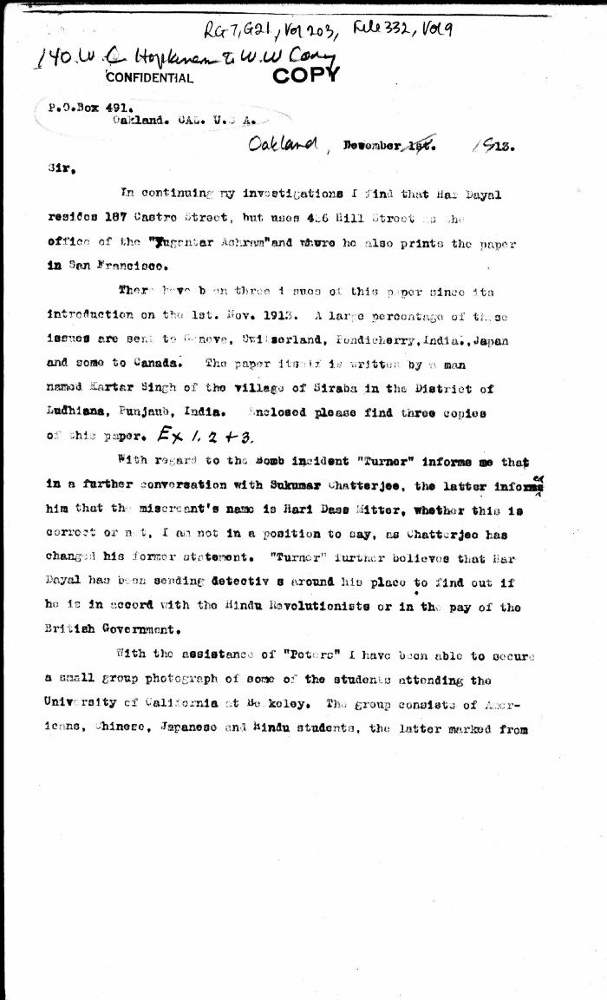 RG7, G21, Vol 203, File 332, Vol 9
140. W. C. Hopkinson to W.W Cory
CONFIDENTIAL COPY
P.O.Box 491.
Oakland. CAL. U.S A.
Oakland, December 1st. 1913.
Sir,
In continuing my investigations I find that Har Dayal
resides 187 Castro Street, but uses 436 Hill Street as the
office of the "Yugantar Ashram"and where he also prints the paper
in San Francisco.
There have been three issues of this paper since its
introduction on the 1st. Nov. 1913. A large percentage of these
issues are sent to Geneve, Switserland, Pondicherry,India.,Japan
and some to Canada. The paper itself is written by a man
named Kartar Singh of the village of Siraba in the District of
Ludhiana, Punjaub, India. Enclosed please find three copies
of this paper. Ex 1, 2 + 3.
With regard to the Bomb incident "Turner" informs me that
in a further conversation with Sukumar Chatterjee, the latter informed
him that the miscreant's name is Hari Dass Mitter, whether this is
correct or not, I am not in a position to say, as Chatterjee has
changed his former statement. "Turner" further believes that Har
Dayal has been sending detectives around his place to find out if
he is in accord with the Hindu Revolutionists or in the pay of the
British Government.
With the assistance of "Peters" I have been able to secure
a small group photograph of some of the students attending the
University of California at Berkeley. The group consists of Amer-
icans, Chinese, Japanese and Hindu students, the latter marked from